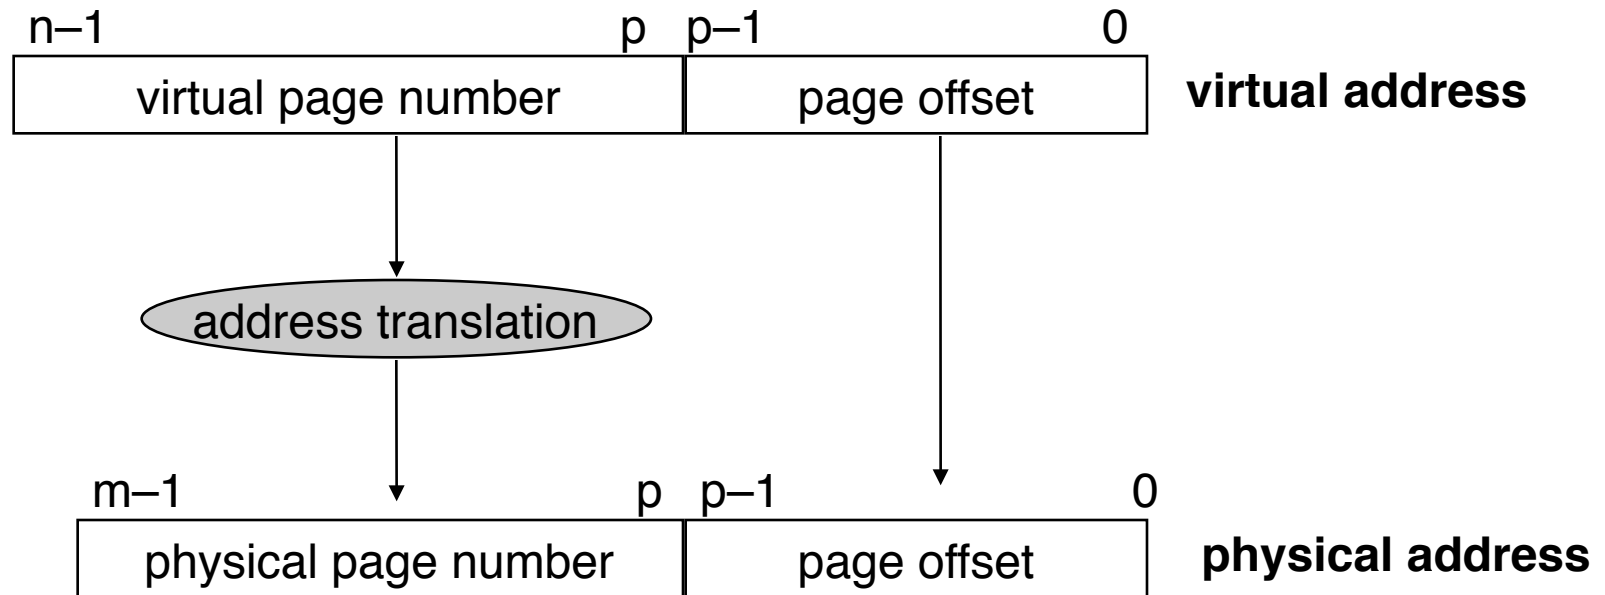 n–1 p p–1 0
virtual page number page offset virtual address
address translation
m–1 p p–1 0
physical page number page offset physical address